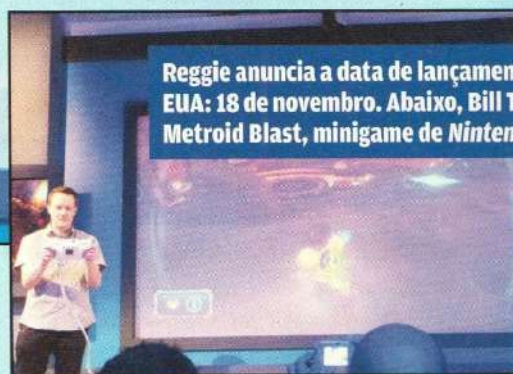 Reggie anuncia a data de lançamen
EUA: 18 de novembro. Abaixo, Bill T
Metroid Blast, minigame de Ninten